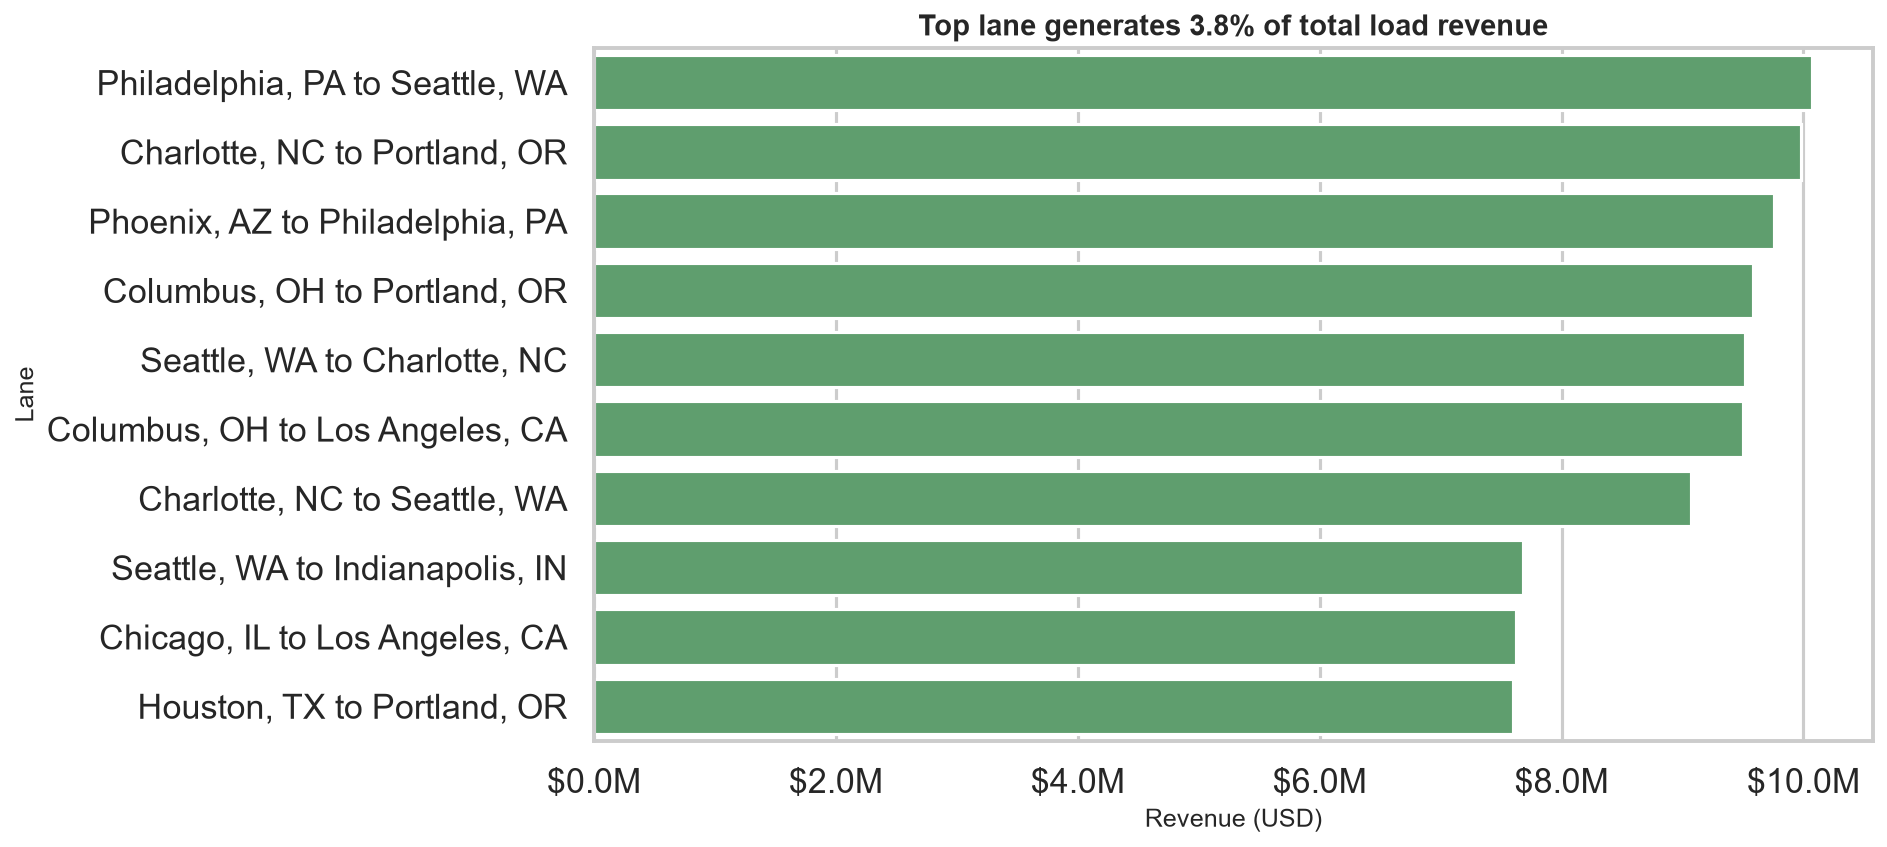 Top lane generates 3.8% of total load revenue
Philadelphia, PA to Seattle, WA
Charlotte, NC to Portland, OR
Phoenix, AZ to Philadelphia, PA
Columbus, OH to Portland, OR
Seattle, WA to Charlotte, NC
Columbus, OH to Los Angeles, CA
Charlotte, NC to Seattle, WA
Seattle, WA to Indianapolis, IN
Chicago, IL to Los Angeles, CA
Houston, TX to Portland, OR
Lane
$0.0M $2.0M $4.0M $6.0M $8.0M $10.0M
Revenue (USD)